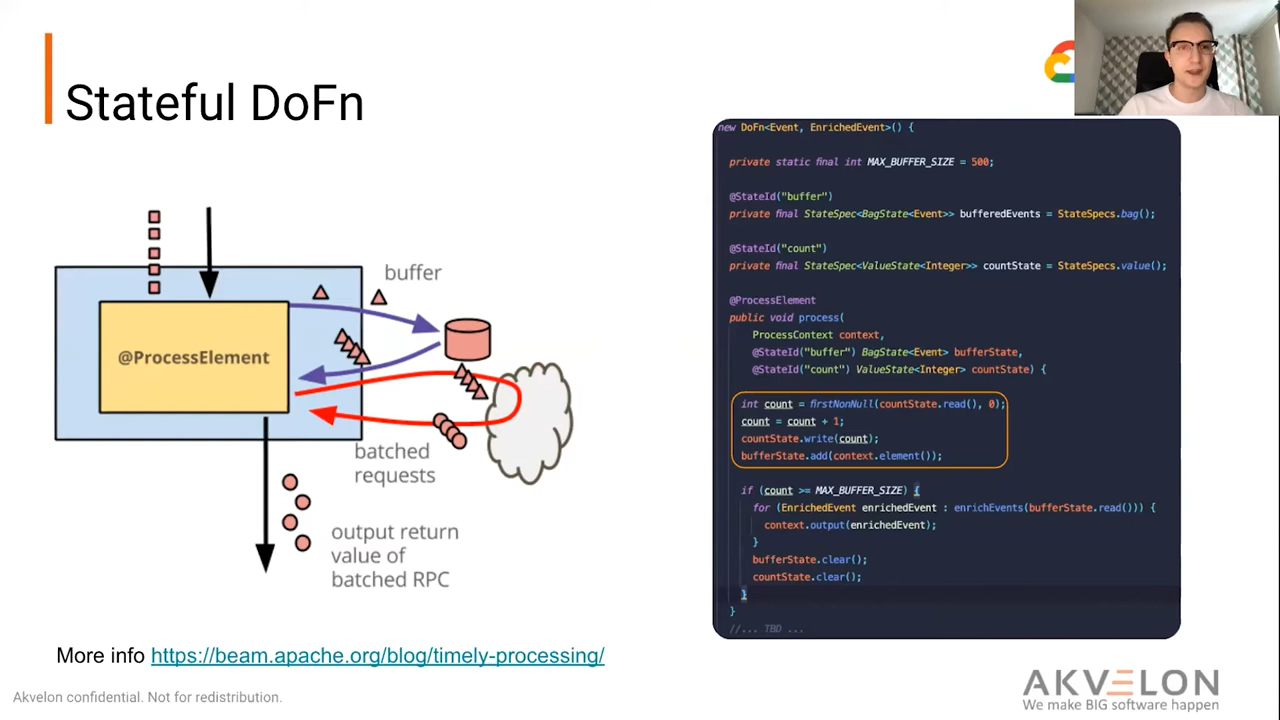 Stateful DoFn
buffer
@ProcessElement
batched
requests
output return
value of
batched RPC
More info https://beam.apache.org/blog/timely-processing/
new DoFn<Event, EnrichedEvent>() {
private static final int MAX_BUFFER_SIZE = 500;
@StateId("buffer")
private final StateSpec<BagState<Event>> bufferedEvents = StateSpecs.bag();
@StateId("count")
private final StateSpec<ValueState<Integer>> countState = StateSpecs.value();
@ProcessElement
public void process(
ProcessContext context,
@StateId("buffer") BagState<Event> bufferState,
@StateId("count") ValueState<Integer> countState) {
int count = firstNonNull(countState.read(), 0);
count = count + 1;
countState.write(count);
bufferState.add(context.element());
if (count >= MAX_BUFFER_SIZE) {
for (EnrichedEvent enrichedEvent : enrichEvents(bufferState.read())) {
context.output(enrichedEvent);
}
bufferState.clear();
countState.clear();
}
}
//... TBD ...
Akvelon confidential. Not for redistribution.
AKVELON
We make BIG software happen